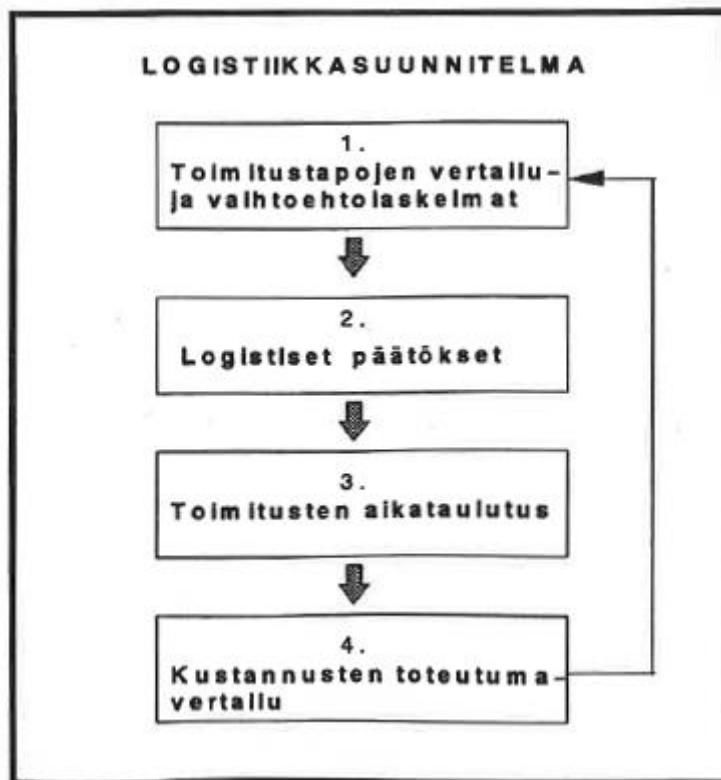 LOGISTIIKKASUUNNITELMA
1.
Toimitustapojen vertailu-
ja vaihtoehtolaskelmat
2.
Logistiset päätökset
3.
Toimitusten aikataulutus
4.
Kustannusten toteutuma-
vertailu